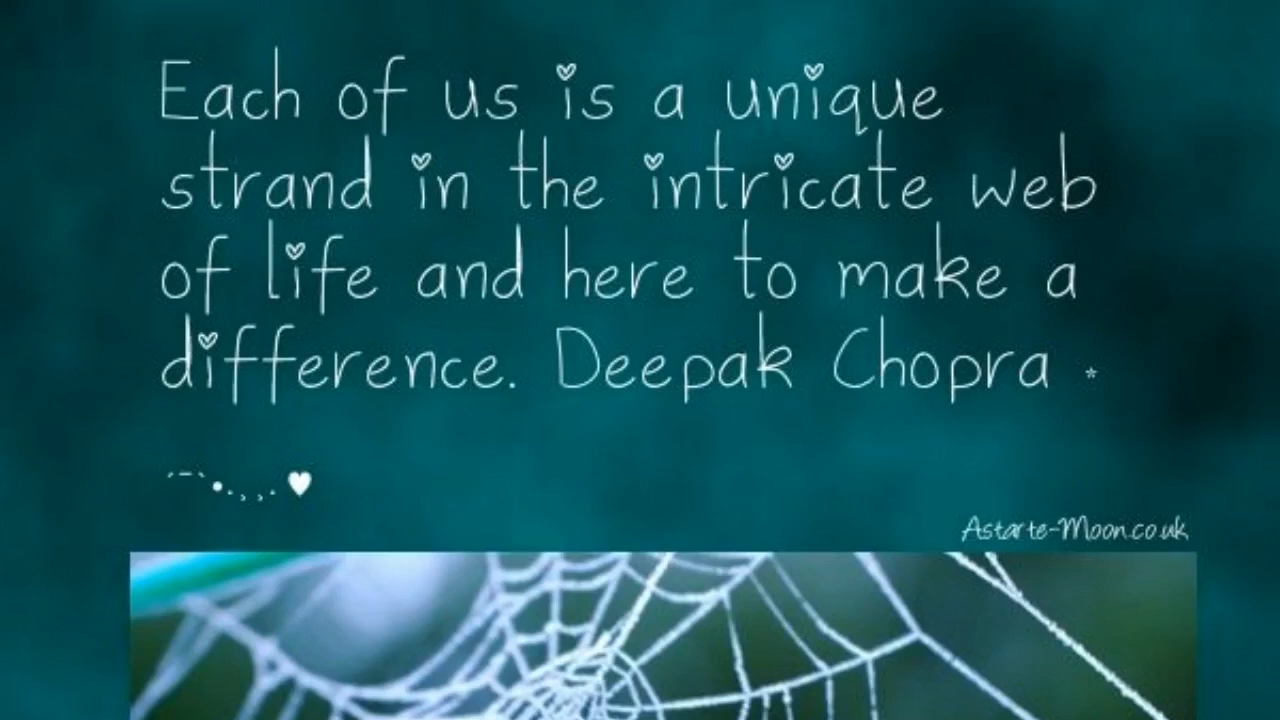 Each of us is a unique
strand in the intricate web
of life and here to make a
difference. Deepak Chopra *
Astarte-Moon.co.uk